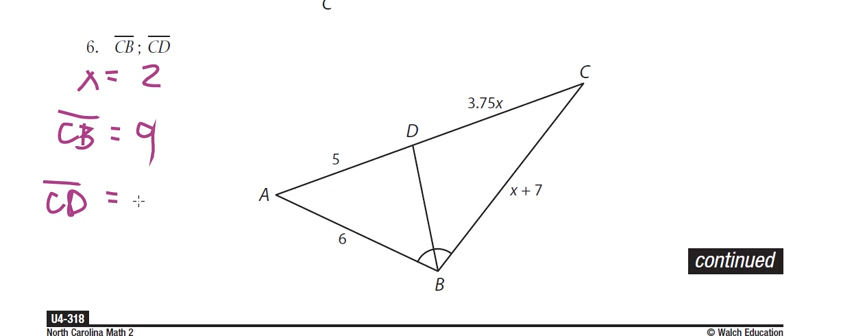 C
6. CB ; CD
x = 2
CB = 9
CD =
C
3.75x
D
5
A
x + 7
6
B
continued
U4-318
North Carolina Math 2
© Walch Education